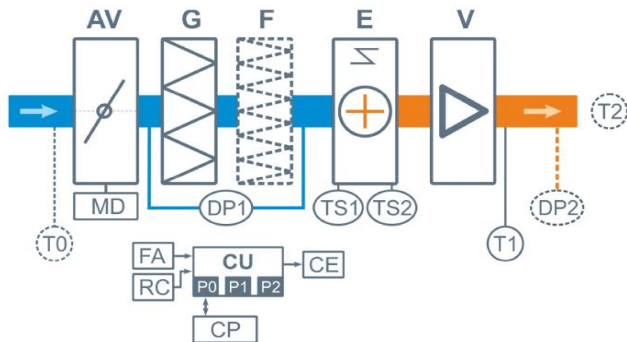 AV G F E V
T2
MD DP1 TS1 TS2 DP2
T0 T1
FA CU CE
RC P0 P1 P2
CP